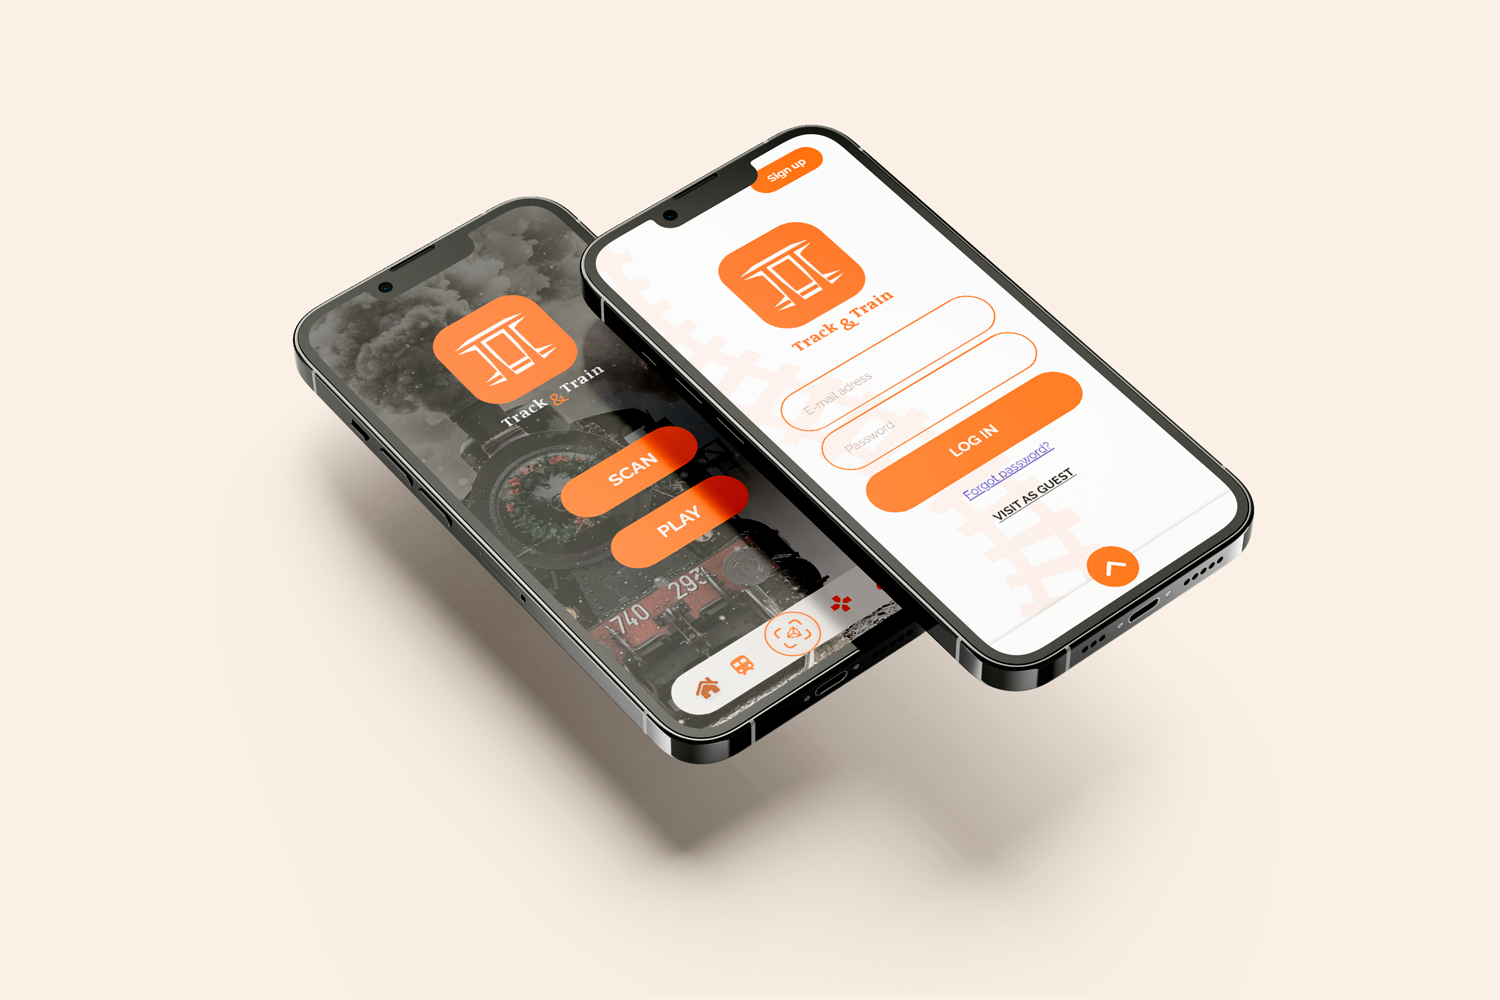 Track & Train
SCAN
PLAY
740 293
Sign up
Track & Train
E-mail adress
Password
LOG IN
Forgot password?
VISIT AS GUEST